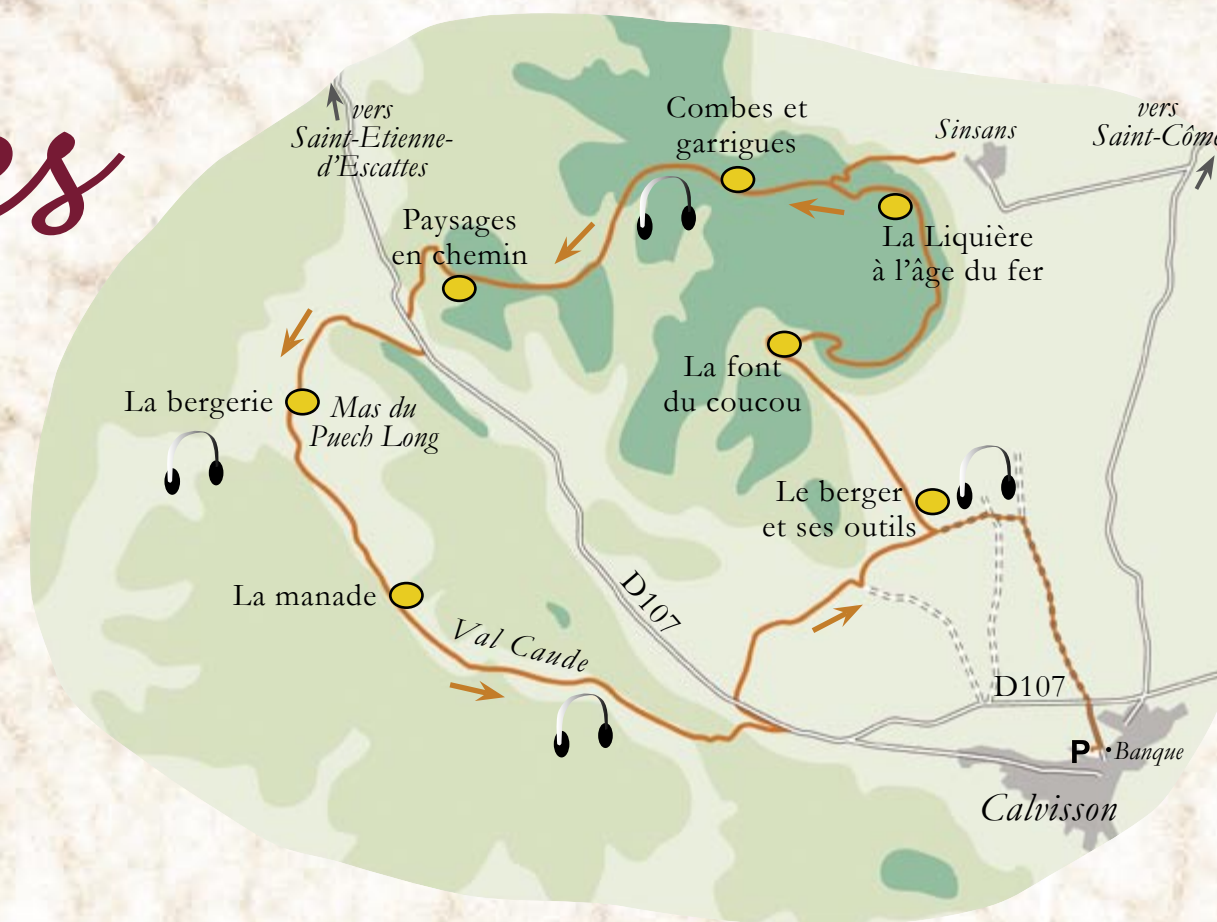 es
vers
Saint-Etienne-
d'Escattes
Combes et
garrigues
Sinsans
vers
Saint-Côme
Paysages
en chemin
La Liquière
à l'âge du fer
La font
du coucou
La bergerie
Mas du
Puech Long
Le berger
et ses outils
La manade
Val Caude
D107
D107
P
Banque
Calvisson